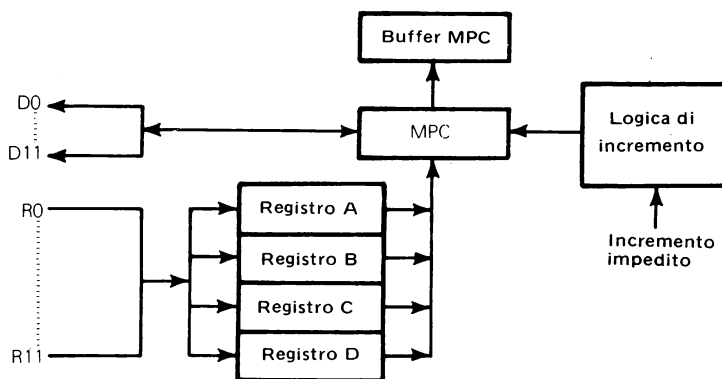 Buffer MPC
D0
D11
MPC
Logica di
incremento
R0
R11
Registro A
Registro B
Registro C
Registro D
Incremento
impedito